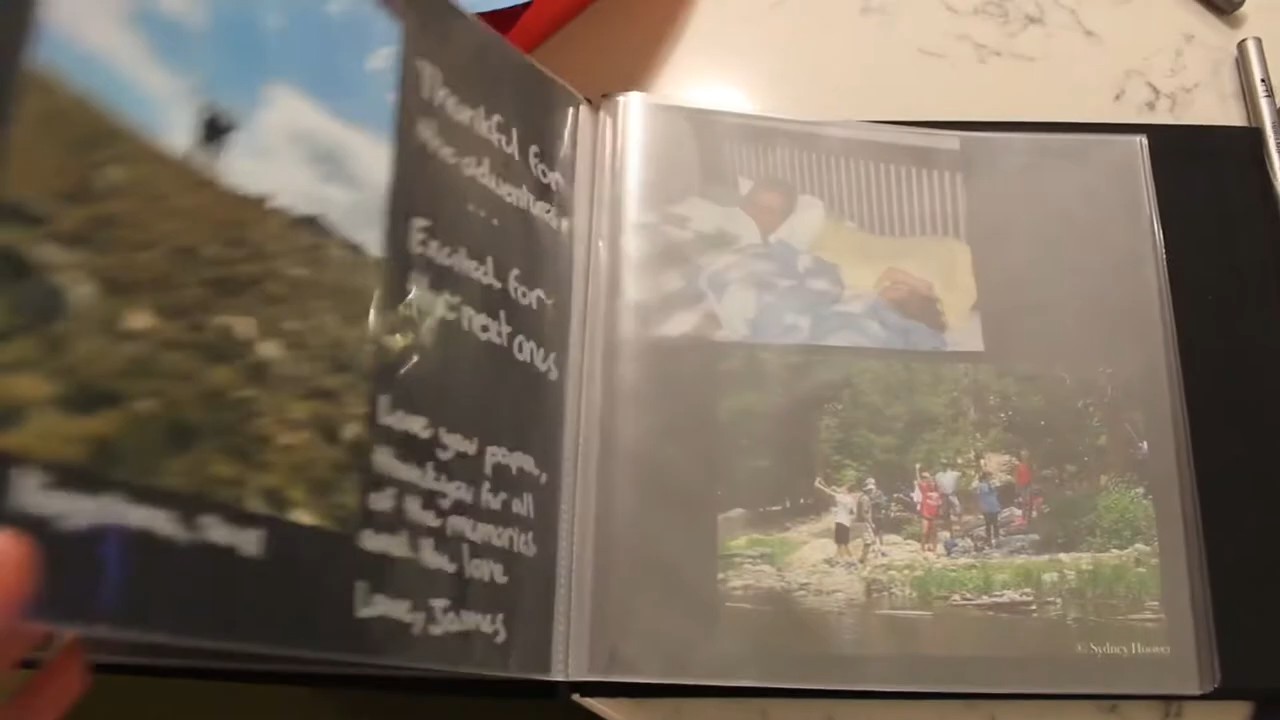 Thankful for
the adventures
...
Excited for
the next ones
Love you papa,
thank you for all
of the memories
and the love
Love, James
© Sydney Hoover